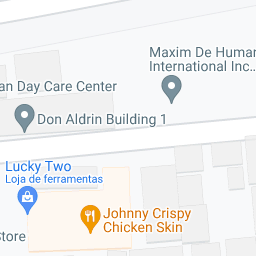 Maxim De Human
International Inc...
an Day Care Center
Don Aldrin Building 1
Lucky Two
Loja de ferramentas
Johnny Crispy
Chicken Skin
Store